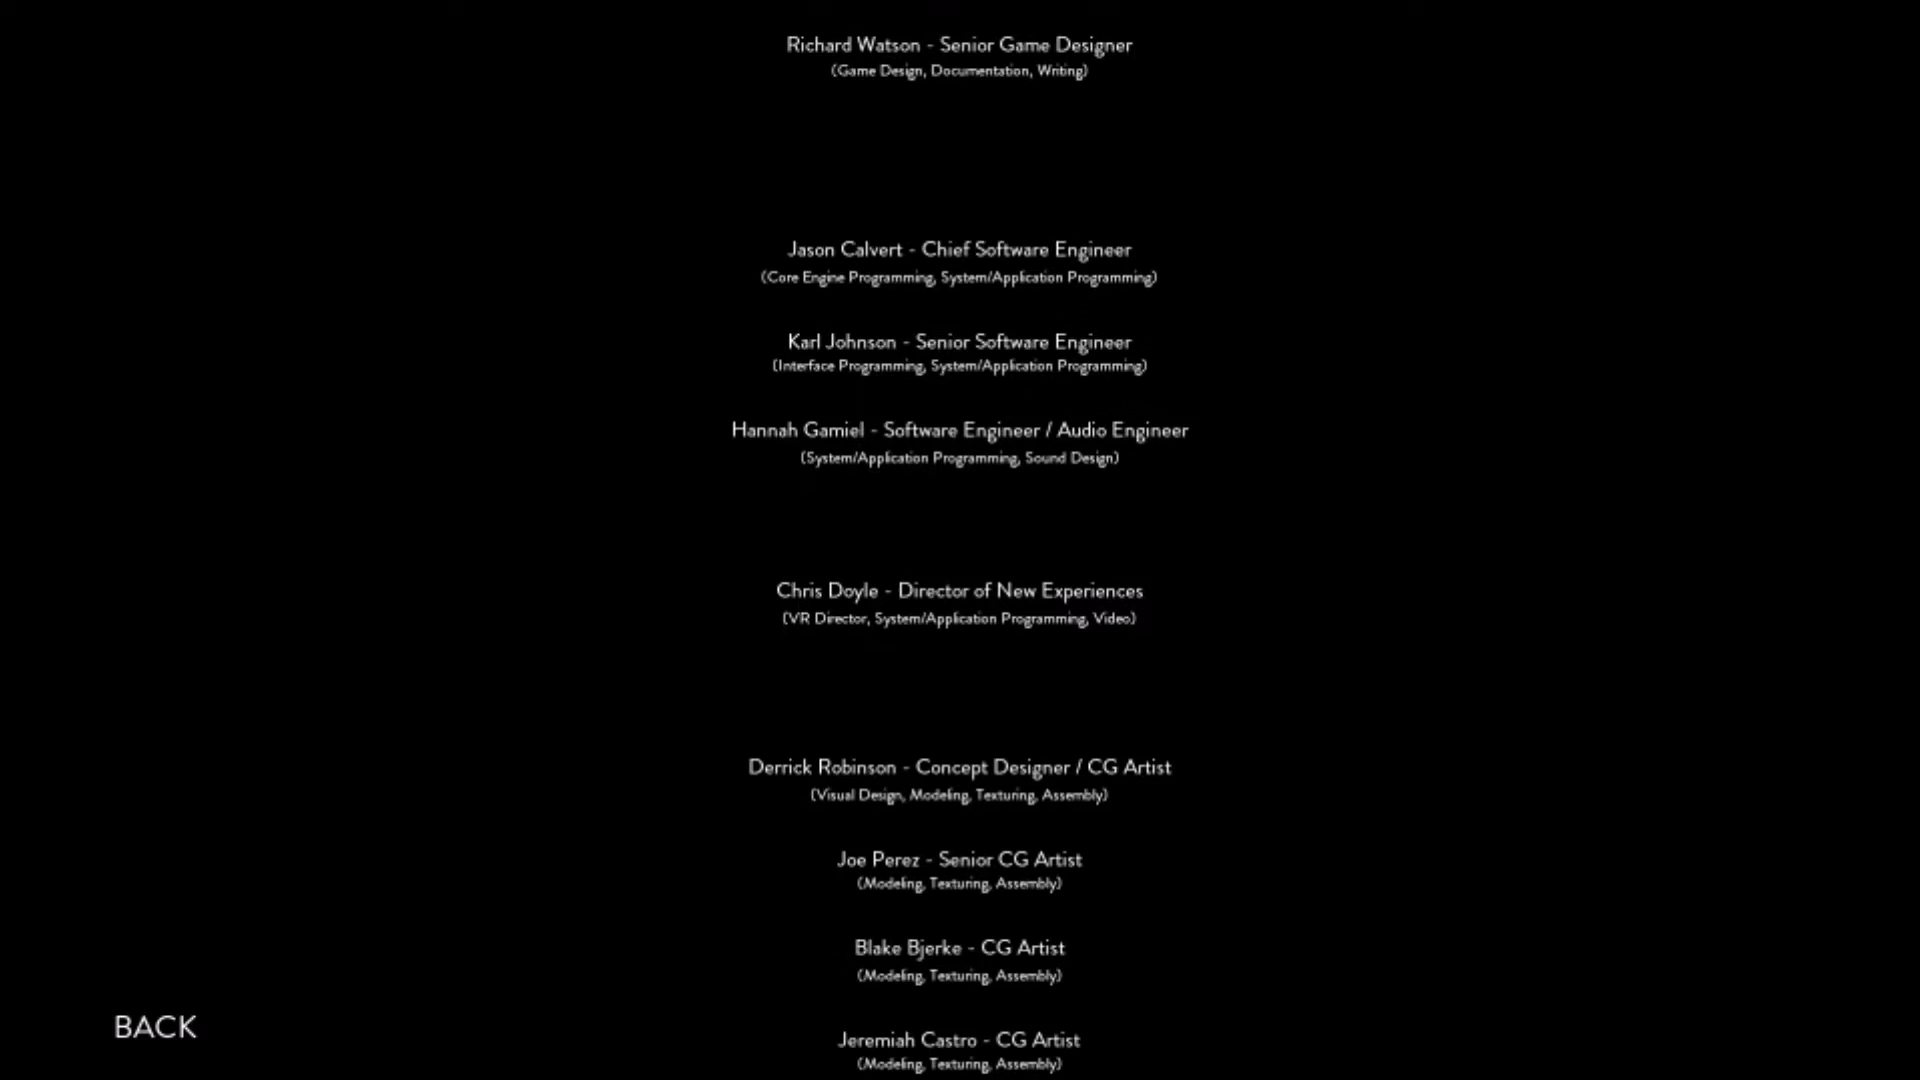 Richard Watson - Senior Game Designer
(Game Design, Documentation, Writing)
Jason Calvert - Chief Software Engineer
(Core Engine Programming, System/Application Programming)
Karl Johnson - Senior Software Engineer
(Interface Programming, System/Application Programming)
Hannah Gamiel - Software Engineer / Audio Engineer
(System/Application Programming, Sound Design)
Chris Doyle - Director of New Experiences
(VR Director, System/Application Programming, Video)
Derrick Robinson - Concept Designer / CG Artist
(Visual Design, Modeling, Texturing, Assembly)
Joe Perez - Senior CG Artist
(Modeling, Texturing, Assembly)
Blake Bjerke - CG Artist
(Modeling, Texturing, Assembly)
BACK
Jeremiah Castro - CG Artist
(Modeling, Texturing, Assembly)